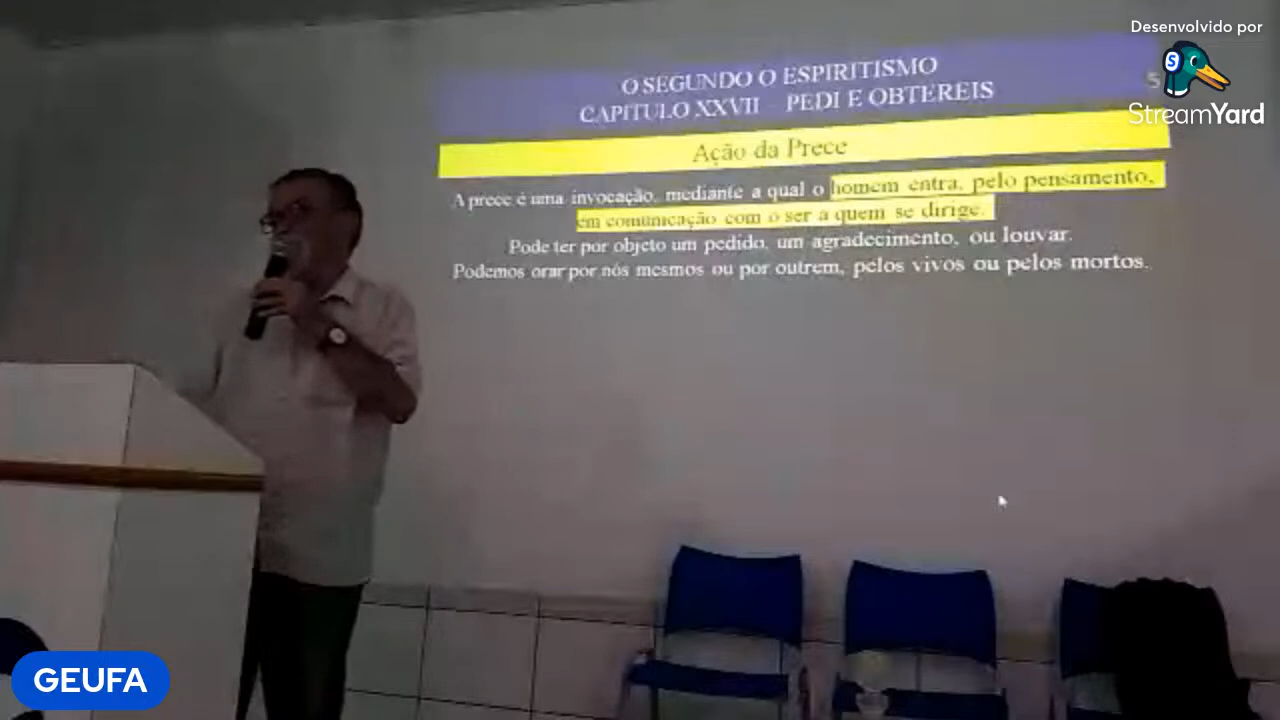 Desenvolvido por
StreamYard
O SEGUNDO O ESPIRITISMO
CAPITULO XXVII – PEDI E OBTEREIS
Ação da Prece
A prece é uma invocação, mediante a qual o homem entra, pelo pensamento,
em comunicação com o ser a quem se dirige.
Pode ter por objeto um pedido, um agradecimento, ou louvar.
Podemos orar por nós mesmos ou por outrem, pelos vivos ou pelos mortos.
GEUFA